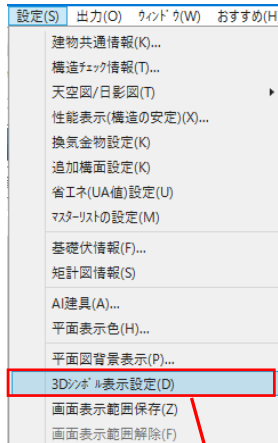 設定(S) 出力(O) ｳｨﾝﾄﾞｳ(W) おすすめ(H
建物共通情報(K)...
構造ﾁｪｯｸ情報(T)...
天空図/日影図(T)
性能表示(構造の安定)(X)...
換気金物設定(K)
追加構面設定(K)
省エネ(UA値)設定(U)
ﾏｽﾀｰﾘｽﾄの設定(M)
基礎伏情報(F)...
矩計図情報(S)
AI建具(A)...
平面表示色(H)...
平面図背景表示(P)...
3Dｼﾝﾎﾞﾙ表示設定(D)
画面表示範囲保存(Z)
画面表示範囲解除(F)